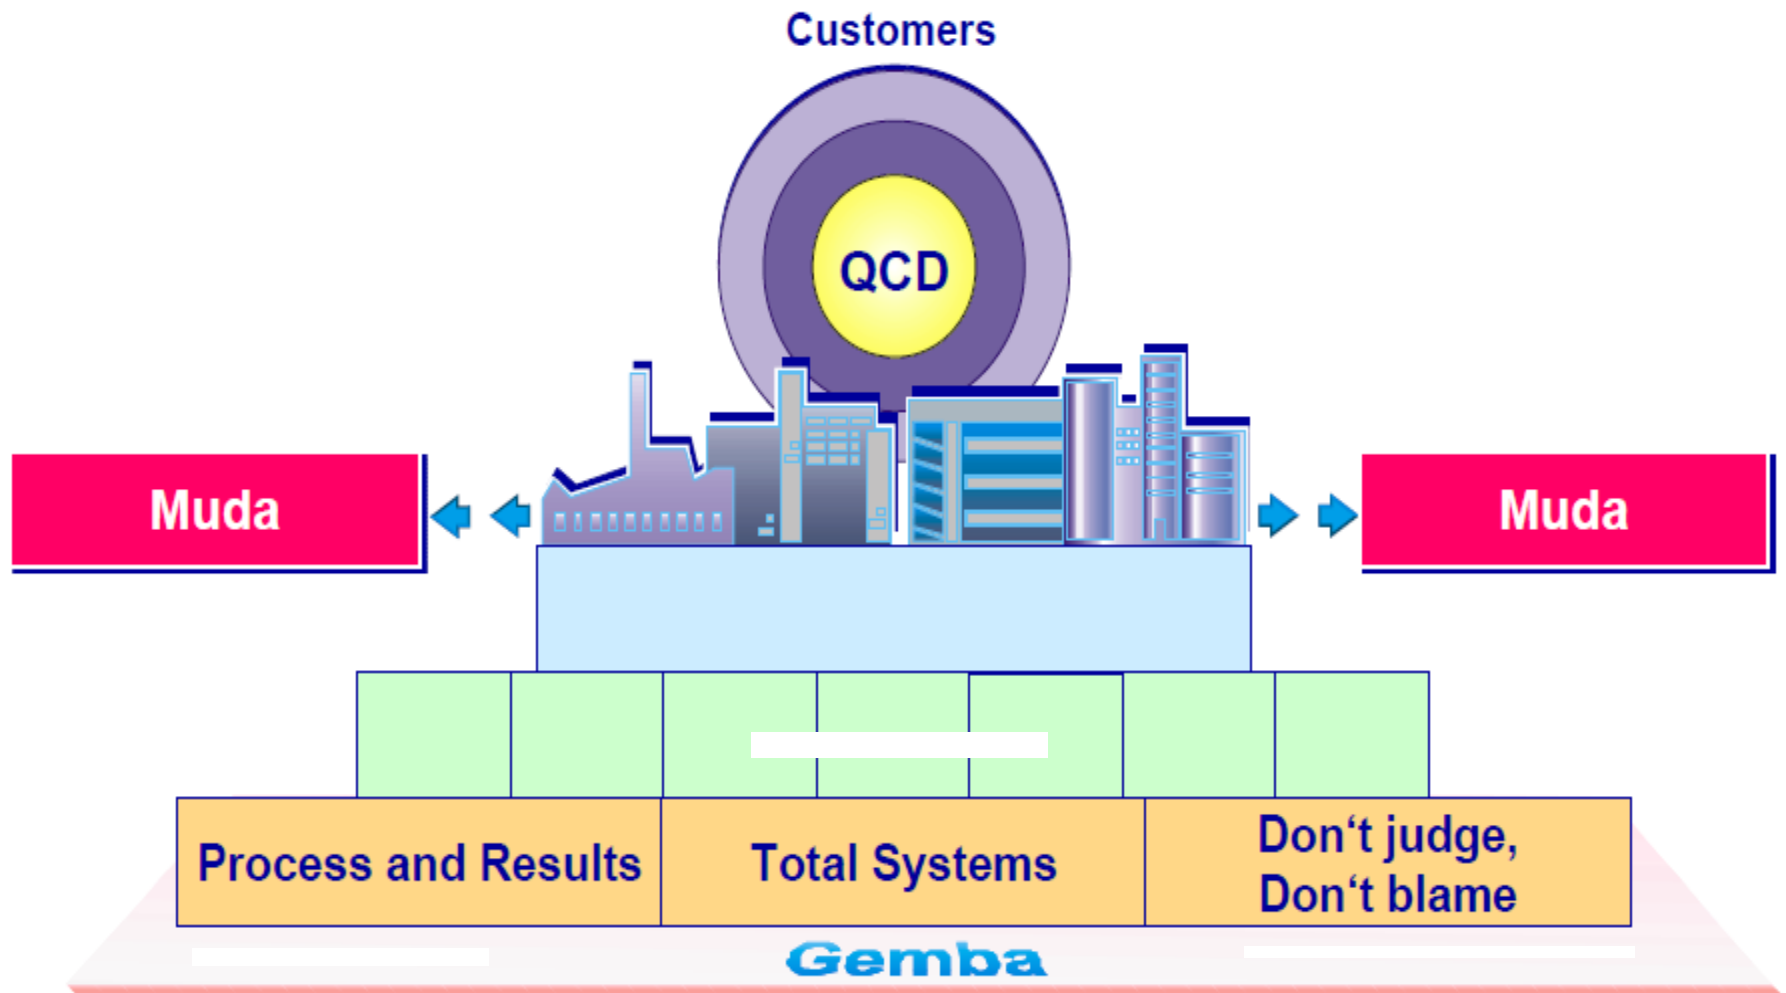 Customers
QCD
Muda
Muda
Process and Results
Total Systems
Don‘t judge,
Don‘t blame
Gemba